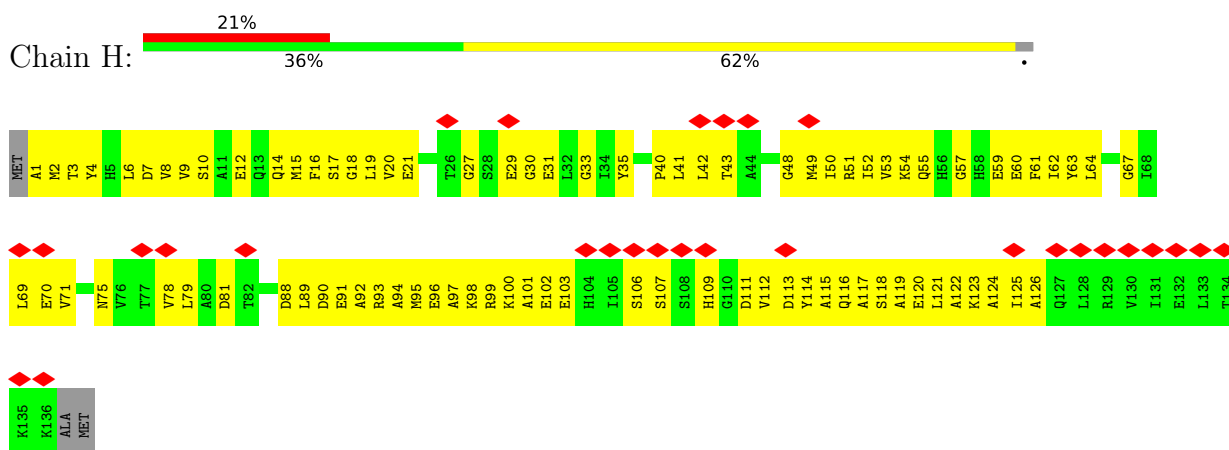 21%
Chain H:
36% 62% •
MET A1 M2 T3 Y4 H5 L6 D7 V8 V9 S10 A11 E12 Q13 Q14 M15 F16 S17 G18 L19 V20 E21 T26 G27 S28 E29 G30 E31 L32 G33 I34 Y35 P40 L41 L42 T43 A44 G48 M49 I50 R51 I52 V53 K54 Q55 H56 G57 H58 E59 E60 F61 I62 Y63 L64 G67 I68
L69 E70 V71 N75 V76 T77 V78 L79 A80 D81 T82 D88 L89 D90 E91 A92 R93 A94 M95 E96 A97 K98 R99 K100 A101 E102 E103 H104 I105 S106 S107 S108 H109 G110 D111 V112 D113 Y114 A115 Q116 A117 S118 A119 E120 L121 A122 K123 A124 I125 A126 Q127 L128 R129 V130 I131 E132 L133 T134
K135 K136 ALA MET